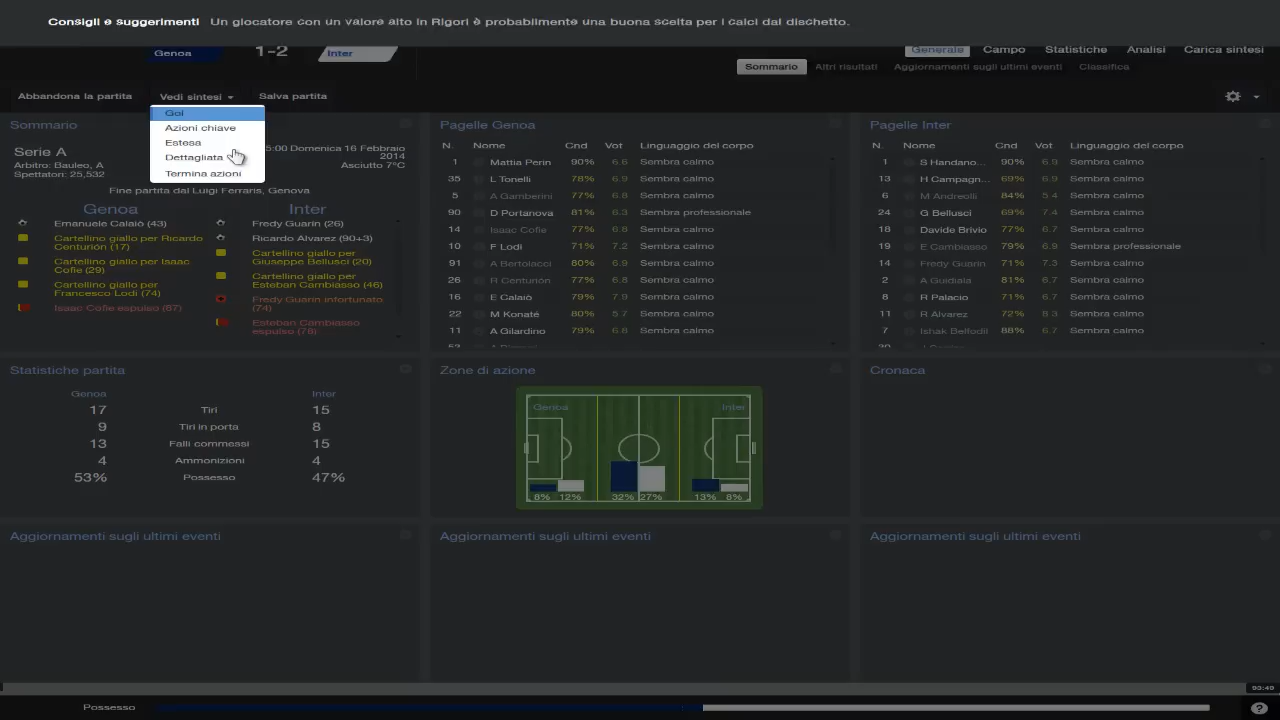 Consigli e suggerimenti Un giocatore con un valore alto in Rigori è probabilmente una buona scelta per i calci dal dischetto.
Genoa 1-2 Inter
Generale Campo Statistiche Analisi Carica sintesi
Sommario Altri risultati Aggiornamenti sugli ultimi eventi Classifica
Abbandona la partita Vedi sintesi Salva partita
Gol
Azioni chiave
Estesa
Dettagliata
Termina azioni
Sommario
Serie A
Arbitro: Bauleo, A
Spettatori: 25,532
5:00 Domenica 16 Febbraio
2014
Asciutto 7°C
Fine partita dal Luigi Ferraris, Genova
Genoa
Emanuele Calaiò (43)
Cartellino giallo per Ricardo
Centurión (17)
Cartellino giallo per Isaac
Cofie (29)
Cartellino giallo per
Francesco Lodi (74)
Isaac Cofie espulso (87)
Inter
Fredy Guarín (26)
Ricardo Alvarez (90+3)
Cartellino giallo per
Giuseppe Bellusci (20)
Cartellino giallo per
Esteban Cambiasso (46)
Fredy Guarín infortunato
(74)
Esteban Cambiasso
espulso (78)
Pagelle Genoa
N. Nome Cnd Vot Linguaggio del corpo
1 Mattia Perin 90% 6.6 Sembra calmo
35 L Tonelli 78% 6.9 Sembra calmo
5 A Gamberini 77% 6.8 Sembra calmo
90 D Portanova 81% 6.3 Sembra professionale
14 Isaac Cofie 77% 6.8 Sembra calmo
10 F Lodi 71% 7.2 Sembra calmo
91 A Bertolacci 80% 6.9 Sembra calmo
26 R Centurión 77% 6.8 Sembra calmo
16 E Calaiò 79% 7.9 Sembra calmo
22 M Konaté 80% 5.7 Sembra calmo
11 A Gilardino 79% 6.8 Sembra calmo
Pagelle Inter
N. Nome Cnd Vot Linguaggio del corpo
1 S Handano... 90% 6.9 Sembra calmo
13 H Campagn... 69% 6.9 Sembra calmo
6 M Andreolli 84% 5.4 Sembra calmo
24 G Bellusci 69% 7.4 Sembra calmo
18 Davide Brivio 77% 6.7 Sembra calmo
19 E Cambiasso 79% 6.9 Sembra professionale
14 Fredy Guarín 71% 7.3 Sembra calmo
2 A Guidiala 81% 6.7 Sembra calmo
8 R Palacio 71% 6.7 Sembra calmo
11 R Álvarez 72% 8.3 Sembra calmo
7 Ishak Belfodil 88% 6.7 Sembra calmo
Statistiche partita
Genoa Inter
17 Tiri 15
9 Tiri in porta 8
13 Falli commessi 15
4 Ammonizioni 4
53% Possesso 47%
Zone di azione
Genoa Inter
8% 12% 32% 27% 13% 8%
Cronaca
Aggiornamenti sugli ultimi eventi
Aggiornamenti sugli ultimi eventi
Aggiornamenti sugli ultimi eventi
90:49
Possesso